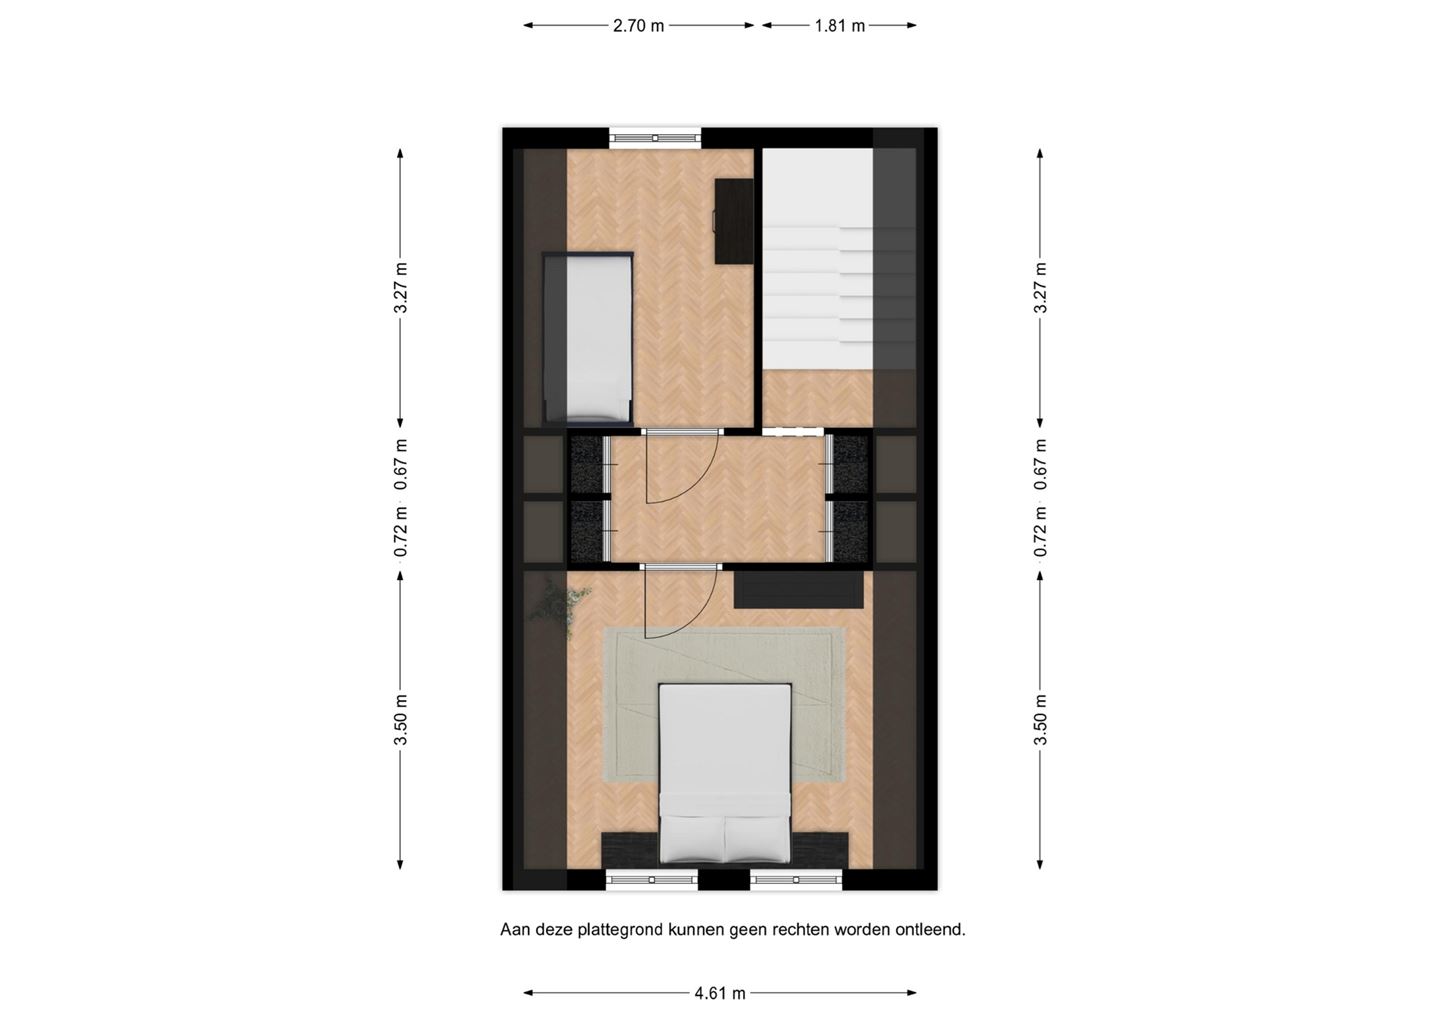 2.70 m
1.81 m
3.27 m
3.27 m
0.67 m
0.67 m
0.72 m
0.72 m
3.50 m
3.50 m
Aan deze plattegrond kunnen geen rechten worden ontleend.
4.61 m